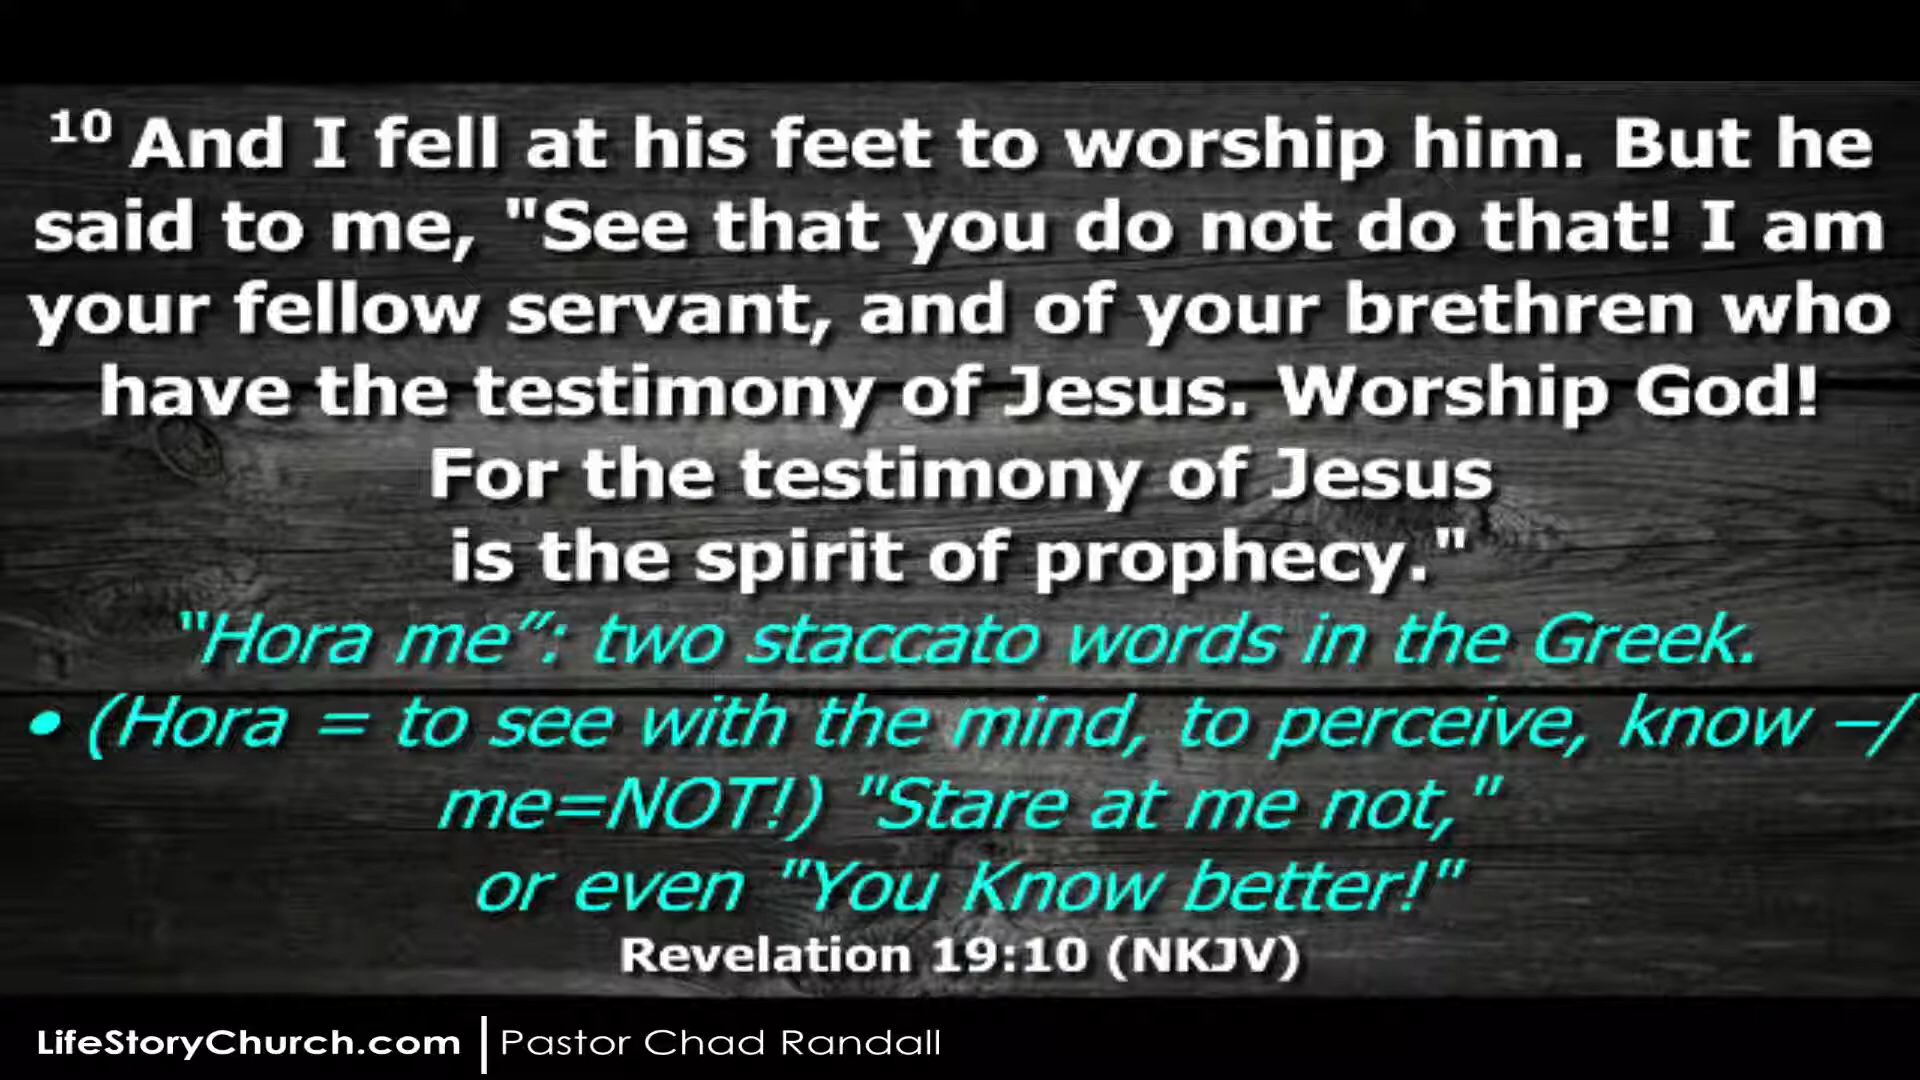 10 And I fell at his feet to worship him. But he
said to me, "See that you do not do that! I am
your fellow servant, and of your brethren who
have the testimony of Jesus. Worship God!
For the testimony of Jesus
is the spirit of prophecy."
“Hora me”: two staccato words in the Greek.
• (Hora = to see with the mind, to perceive, know –/
me=NOT!) "Stare at me not,"
or even "You Know better!"
Revelation 19:10 (NKJV)
LifeStoryChurch.com | Pastor Chad Randall